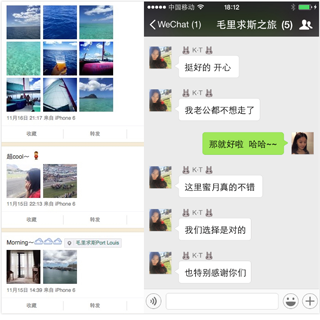 11月16日 21:17 来自 iPhone 6
收藏
转发
超cool~
11月15日 22:13 来自 iPhone 6
收藏
转发
Morning~
毛里求斯Port Louis
11月15日 14:39 来自 iPhone 6
收藏
转发
中国移动
18:12
WeChat (1)
毛里求斯之旅 (5)
K·T
挺好的 开心
K·T
我老公都不想走了
那就好啦 哈哈~~
K·T
这里蜜月真的不错
K·T
我们选择是对的
K·T
也特别感谢你们